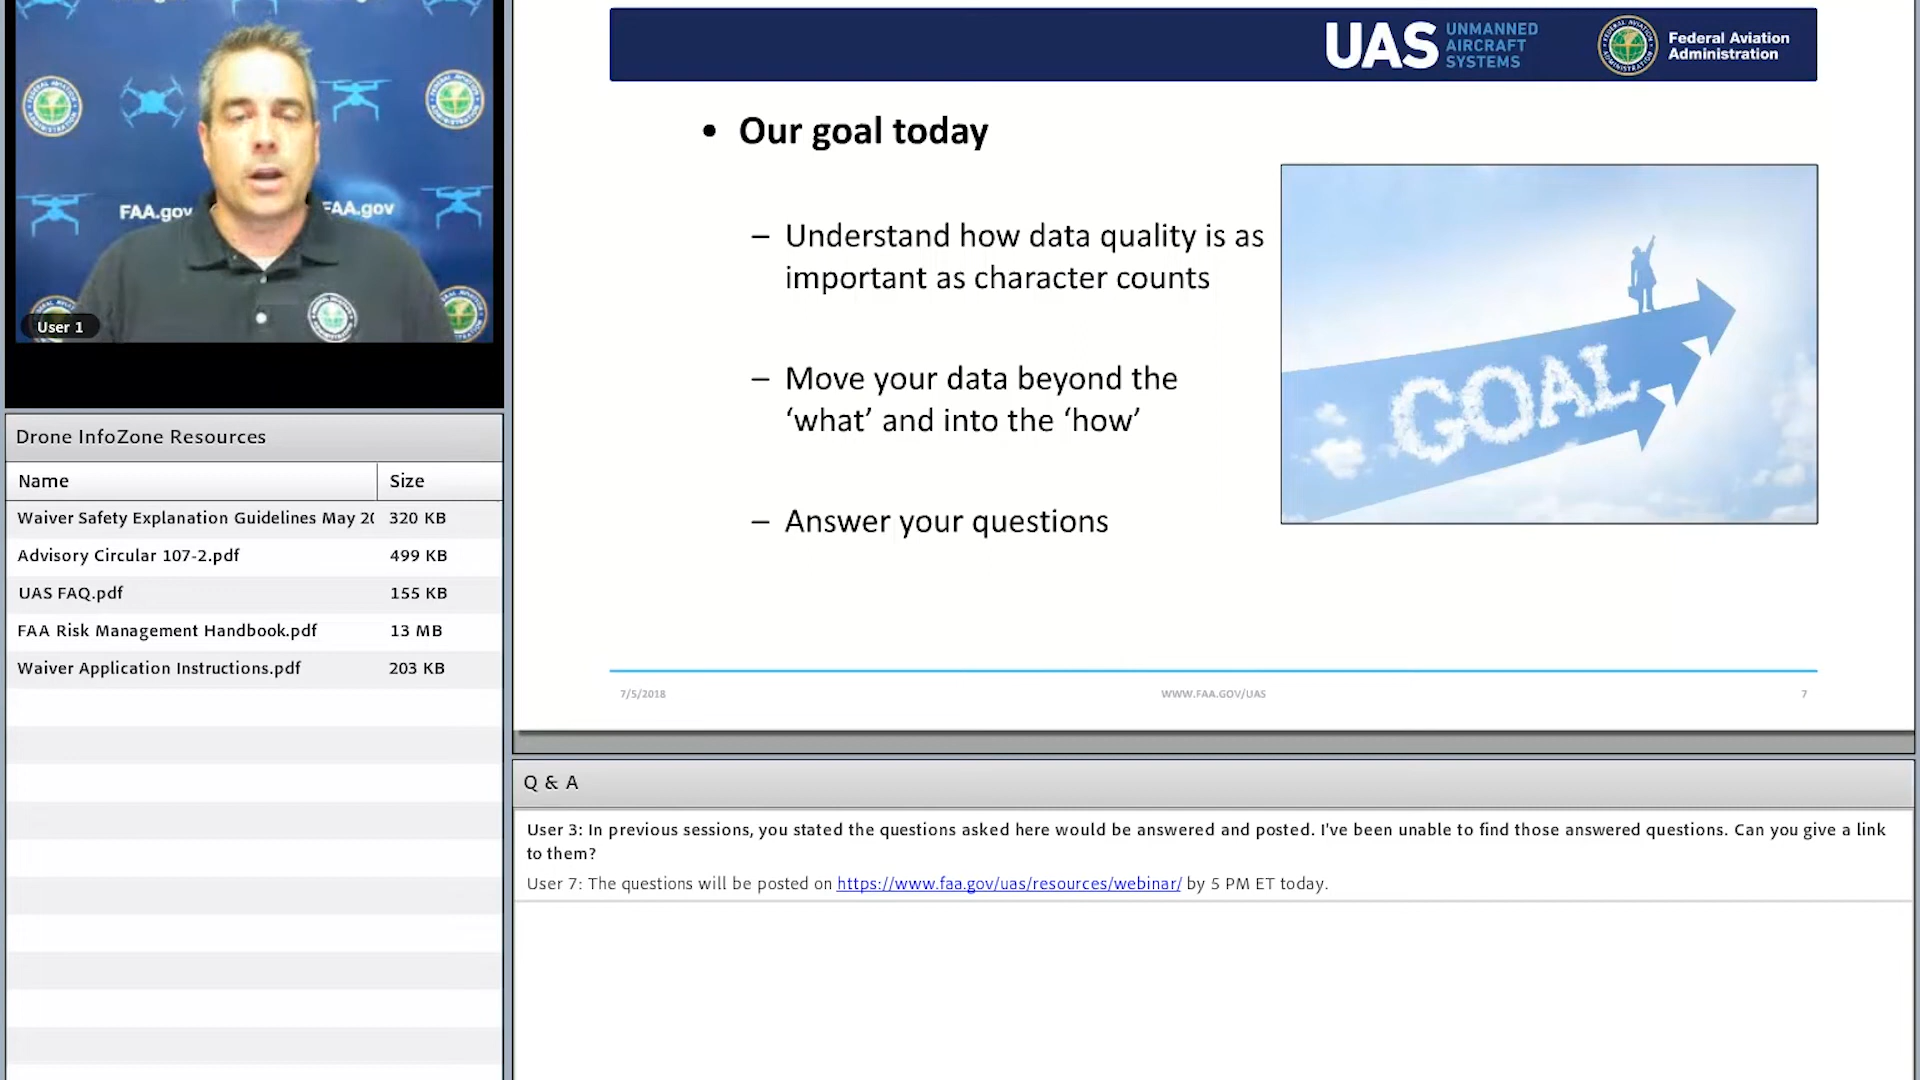 FAA.gov
FAA.gov
User 1
Drone InfoZone Resources
Name Size
Waiver Safety Explanation Guidelines May 320 KB
Advisory Circular 107-2.pdf 499 KB
UAS FAQ.pdf 155 KB
FAA Risk Management Handbook.pdf 13 MB
Waiver Application Instructions.pdf 203 KB
UAS UNMANNED
AIRCRAFT
SYSTEMS
Federal Aviation
Administration
• Our goal today
– Understand how data quality is as
important as character counts
– Move your data beyond the
‘what’ and into the ‘how’
– Answer your questions
GOAL
7/5/2018 WWW.FAA.GOV/UAS 7
Q & A
User 3: In previous sessions, you stated the questions asked here would be answered and posted. I've been unable to find those answered questions. Can you give a link
to them?
User 7: The questions will be posted on https://www.faa.gov/uas/resources/webinar/ by 5 PM ET today.